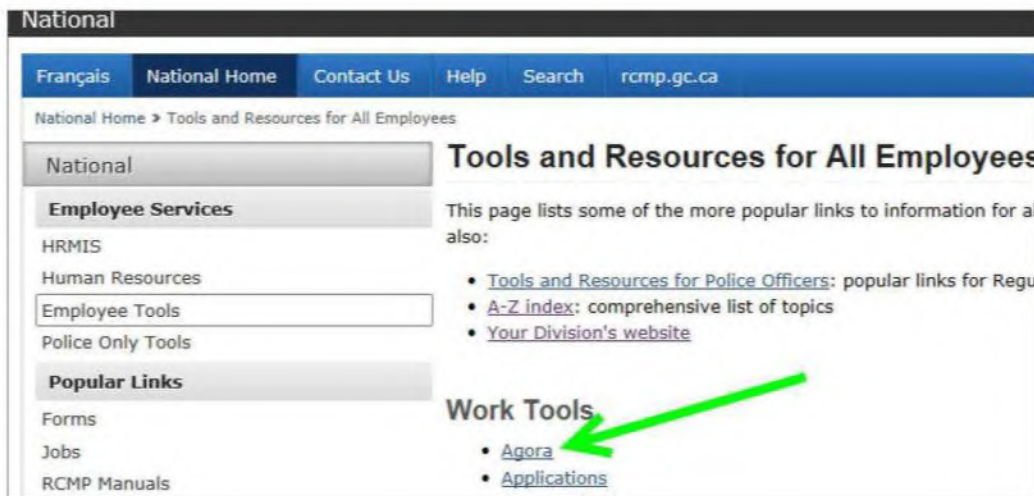 National
Français National Home Contact Us Help Search rcmp.gc.ca
National Home > Tools and Resources for All Employees
National
Employee Services
HRMIS
Human Resources
Employee Tools
Police Only Tools
Popular Links
Forms
Jobs
RCMP Manuals
Tools and Resources for All Employees
This page lists some of the more popular links to information for
also:
• Tools and Resources for Police Officers: popular links for
• A-Z index: comprehensive list of topics
• Your Division's website
Work Tools
• Agora
• Applications